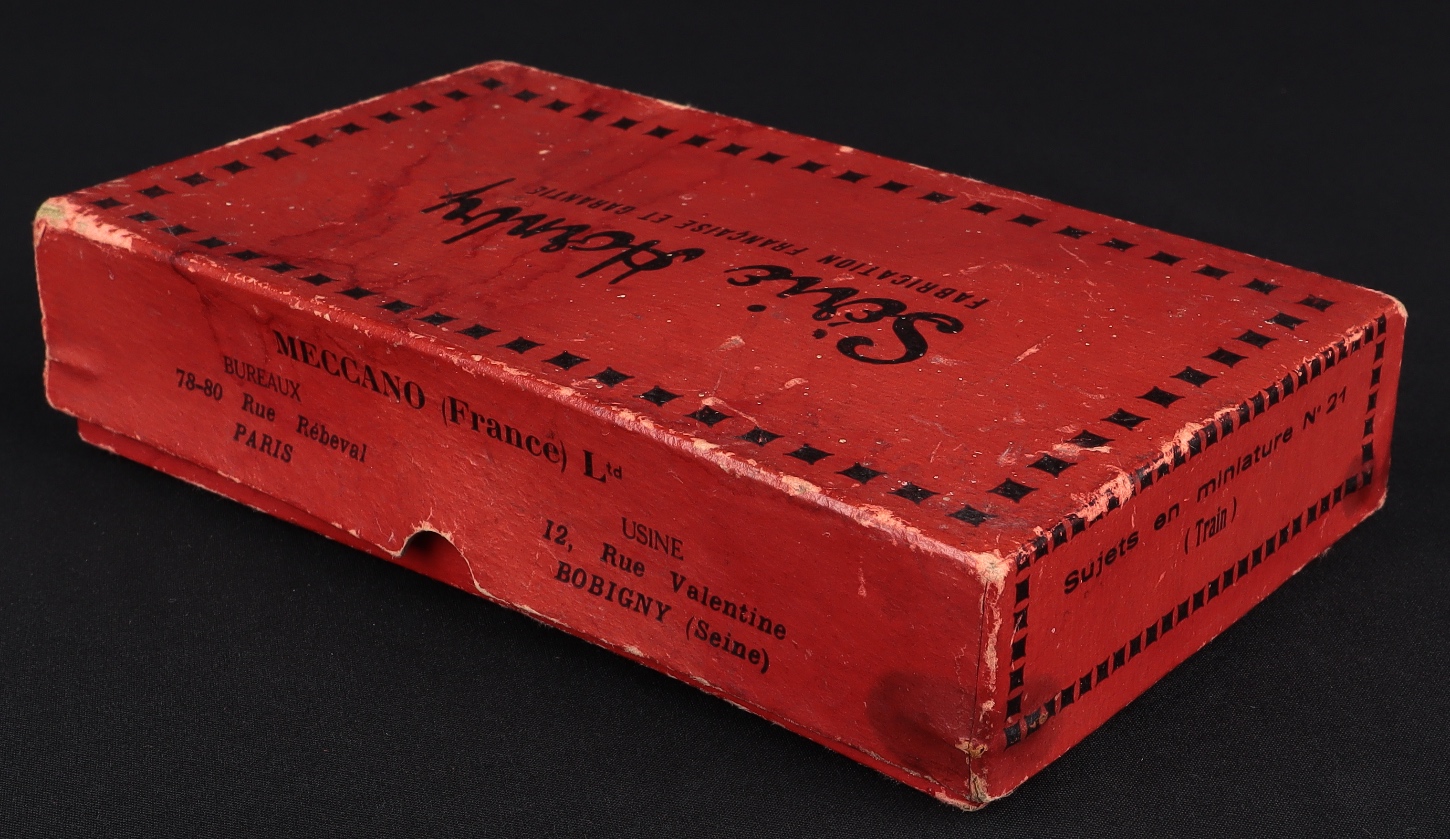 Série Hornby
FABRICATION FRANÇAISE ET GARANTIE
MECCANO (France) Ltd
BUREAUX
78-80 Rue Rébeval
PARIS
USINE
12, Rue Valentine
BOBIGNY (Seine)
Sujets en miniature N° 21
(Train)